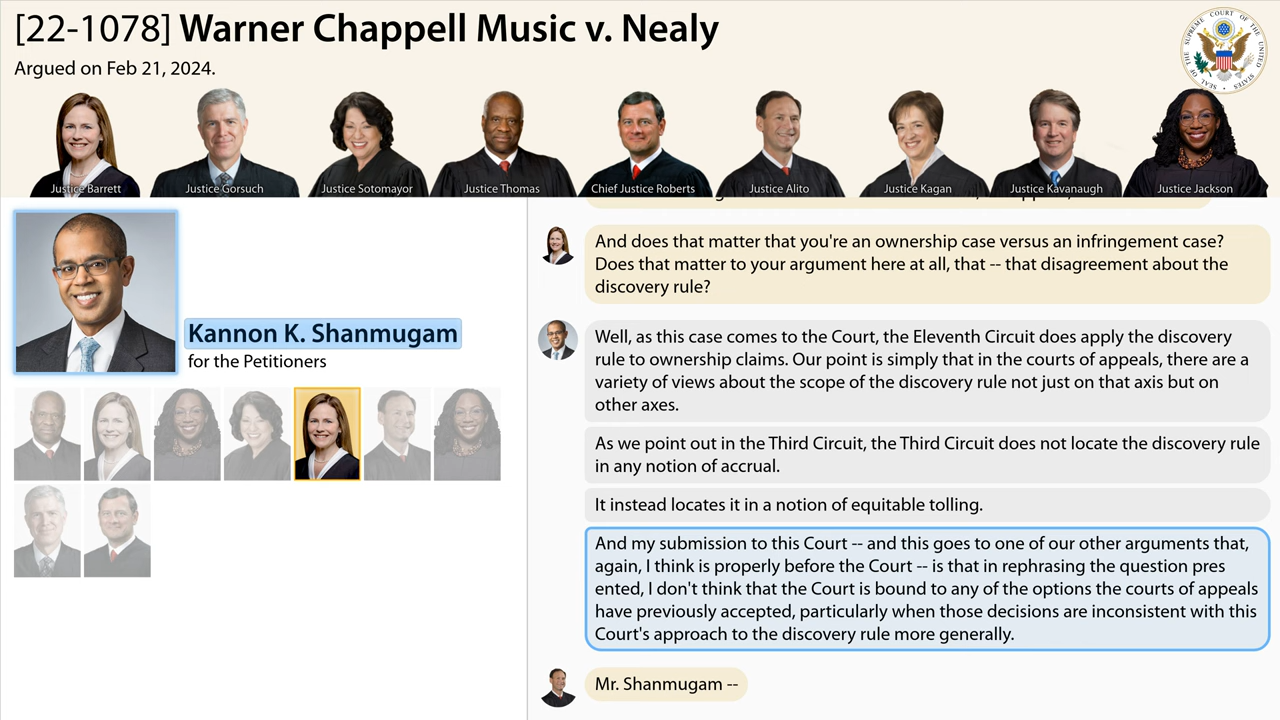 [22-1078] Warner Chappell Music v. Nealy
Argued on Feb 21, 2024.
SUPREME COURT OF THE UNITED STATES
SEAL OF THE
Justice Barrett
Justice Gorsuch
Justice Sotomayor
Justice Thomas
Chief Justice Roberts
Justice Alito
Justice Kagan
Justice Kavanaugh
Justice Jackson
Kannon K. Shanmugam
for the Petitioners
And does that matter that you're an ownership case versus an infringement case?
Does that matter to your argument here at all, that -- that disagreement about the
discovery rule?
Well, as this case comes to the Court, the Eleventh Circuit does apply the discovery
rule to ownership claims. Our point is simply that in the courts of appeals, there are a
variety of views about the scope of the discovery rule not just on that axis but on
other axes.
As we point out in the Third Circuit, the Third Circuit does not locate the discovery rule
in any notion of accrual.
It instead locates it in a notion of equitable tolling.
And my submission to this Court -- and this goes to one of our other arguments that,
again, I think is properly before the Court -- is that in rephrasing the question pres
ented, I don't think that the Court is bound to any of the options the courts of appeals
have previously accepted, particularly when those decisions are inconsistent with this
Court's approach to the discovery rule more generally.
Mr. Shanmugam --